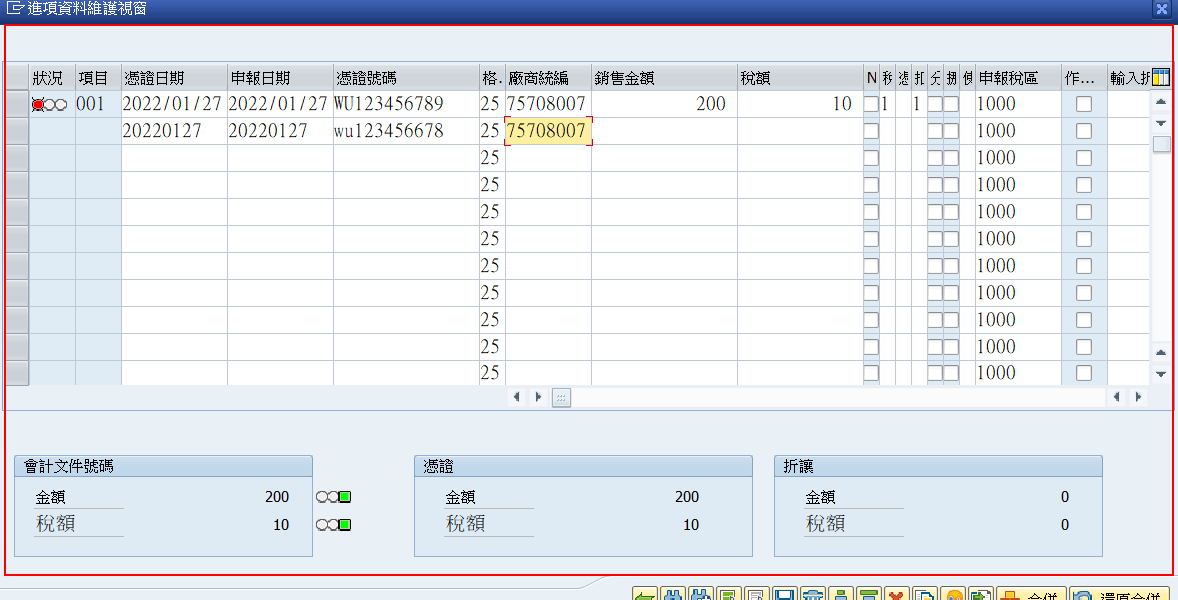 進項資料維護視窗
狀況 項目 憑證日期 申報日期 憑證號碼 格. 廠商統編 銷售金額 稅額 N 稅 憑 扣 分 捆 使 申報稅區 作... 輸入折
001 2022/01/27 2022/01/27 WU123456789 25 75708007 200 10 1 1 1000
20220127 20220127 wu123456678 25 75708007 1000
25 1000
25 1000
25 1000
25 1000
25 1000
25 1000
25 1000
25 1000
25 1000
會計文件號碼
金額 200
稅額 10
憑證
金額 200
稅額 10
折讓
金額 0
稅額 0
合併 還原合併